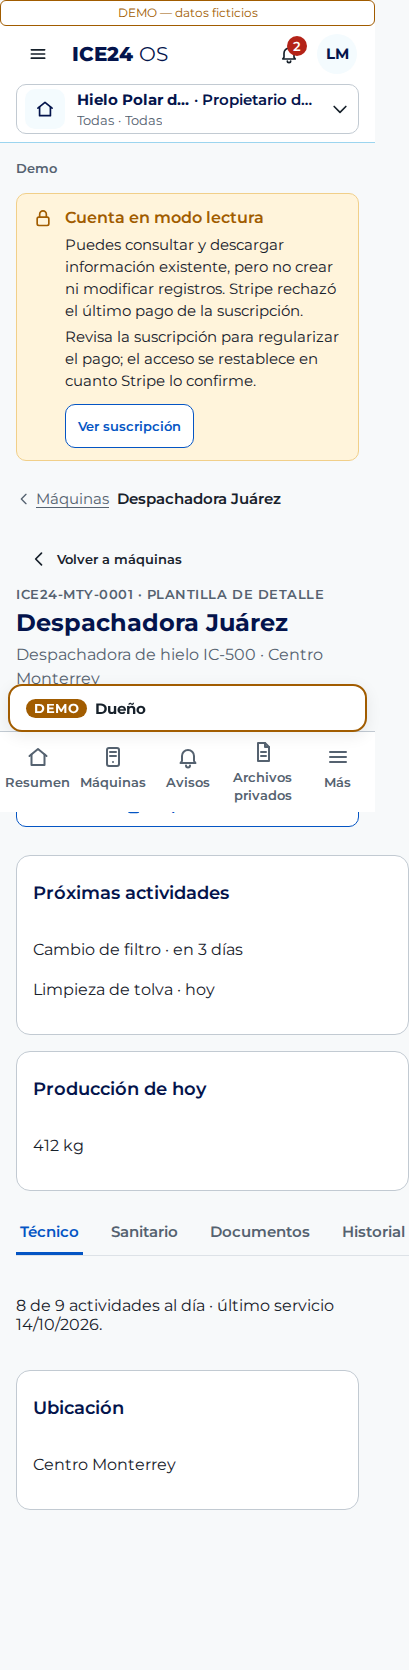 DEMO — datos ficticios
ICE24 OS
2
LM
Hielo Polar d... · Propietario d...
Todas · Todas
Demo
Cuenta en modo lectura
Puedes consultar y descargar
información existente, pero no crear
ni modificar registros. Stripe rechazó
el último pago de la suscripción.
Revisa la suscripción para regularizar
el pago; el acceso se restablece en
cuanto Stripe lo confirme.
Ver suscripción
Máquinas Despachadora Juárez
Volver a máquinas
ICE24-MTY-0001 · PLANTILLA DE DETALLE
Despachadora Juárez
Despachadora de hielo IC-500 · Centro
Monterrey
DEMO Dueño
Resumen
Máquinas
Avisos
Archivos
privados
Más
Próximas actividades
Cambio de filtro · en 3 días
Limpieza de tolva · hoy
Producción de hoy
412 kg
Técnico Sanitario Documentos Historial
8 de 9 actividades al día · último servicio
14/10/2026.
Ubicación
Centro Monterrey